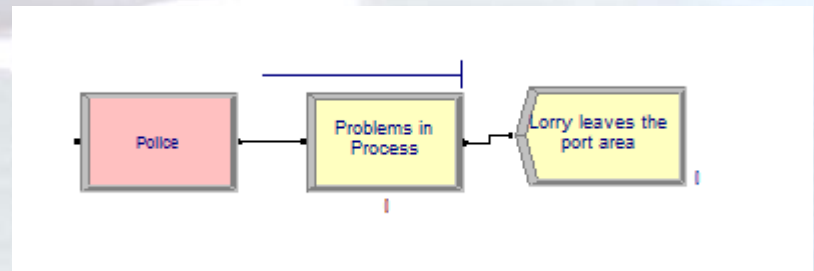 Police
Problems in
Process
Lorry leaves the
port area